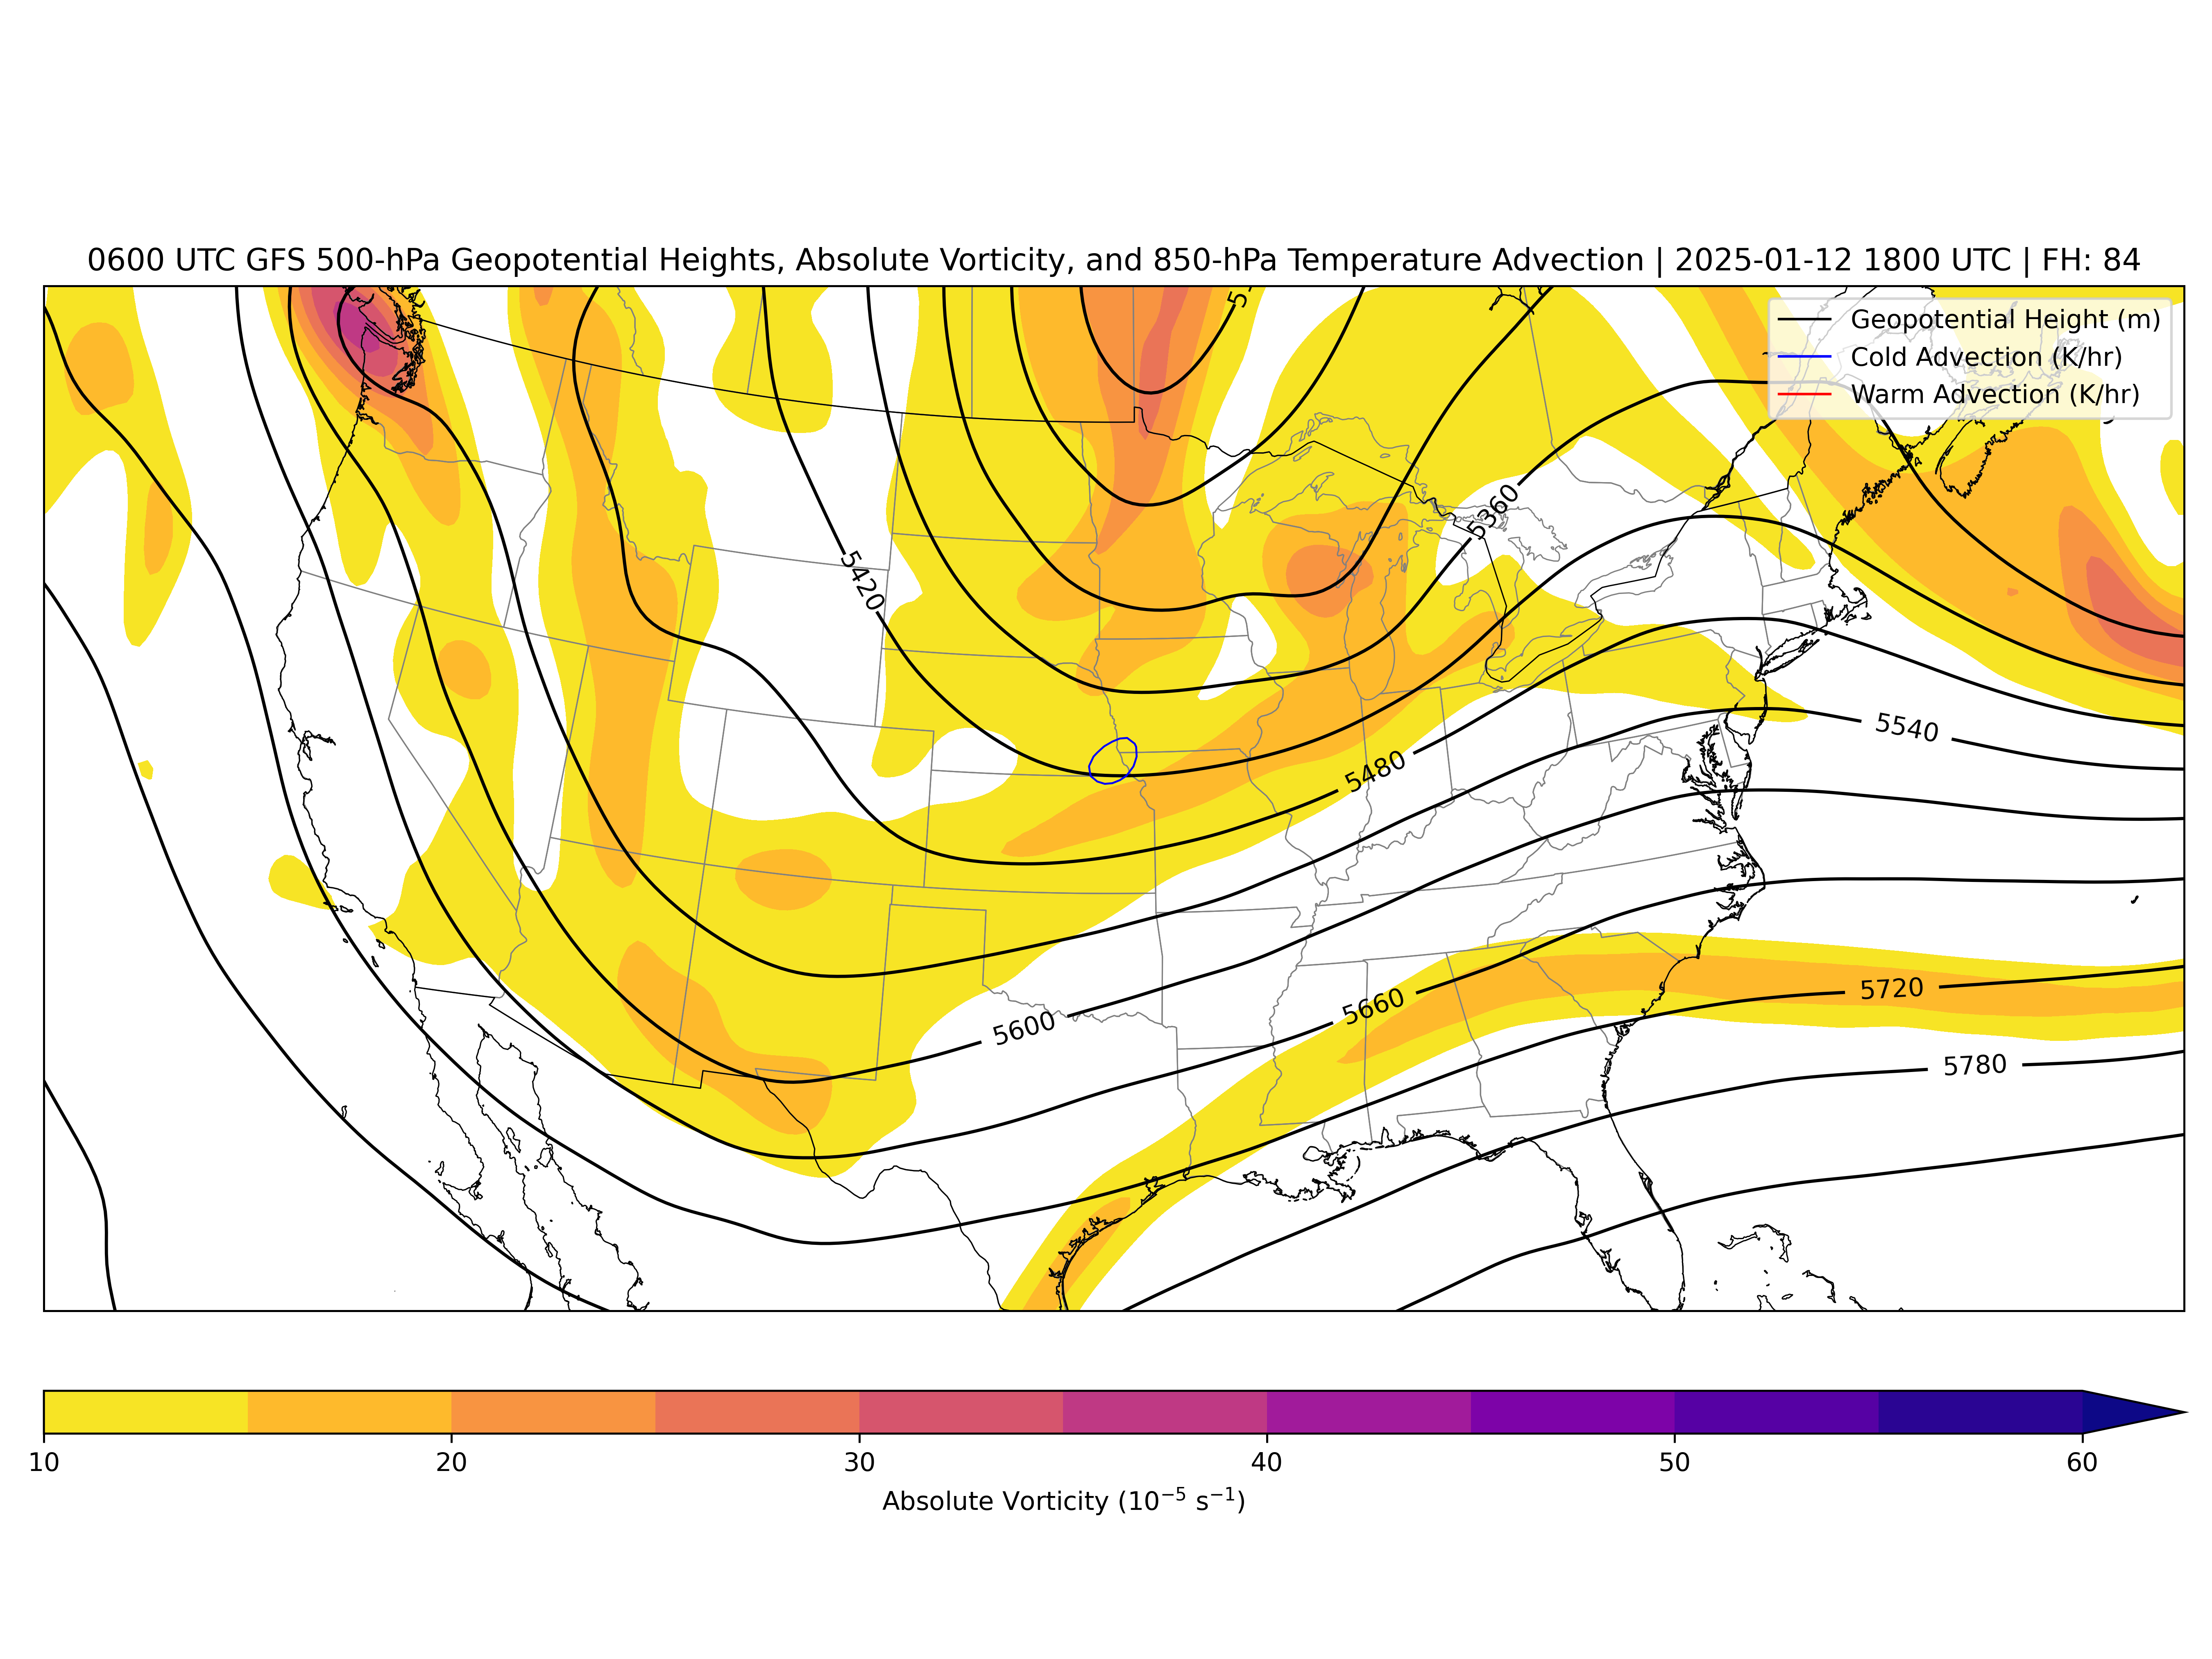 0600 UTC GFS 500-hPa Geopotential Heights, Absolute Vorticity, and 850-hPa Temperature Advection | 2025-01-12 1800 UTC | FH: 84
Geopotential Height (m)
Cold Advection (K/hr)
Warm Advection (K/hr)
5360
5420
5540
5480
5720
5660
5600
5780
10 20 30 40 50 60
Absolute Vorticity (10⁻⁵ s⁻¹)